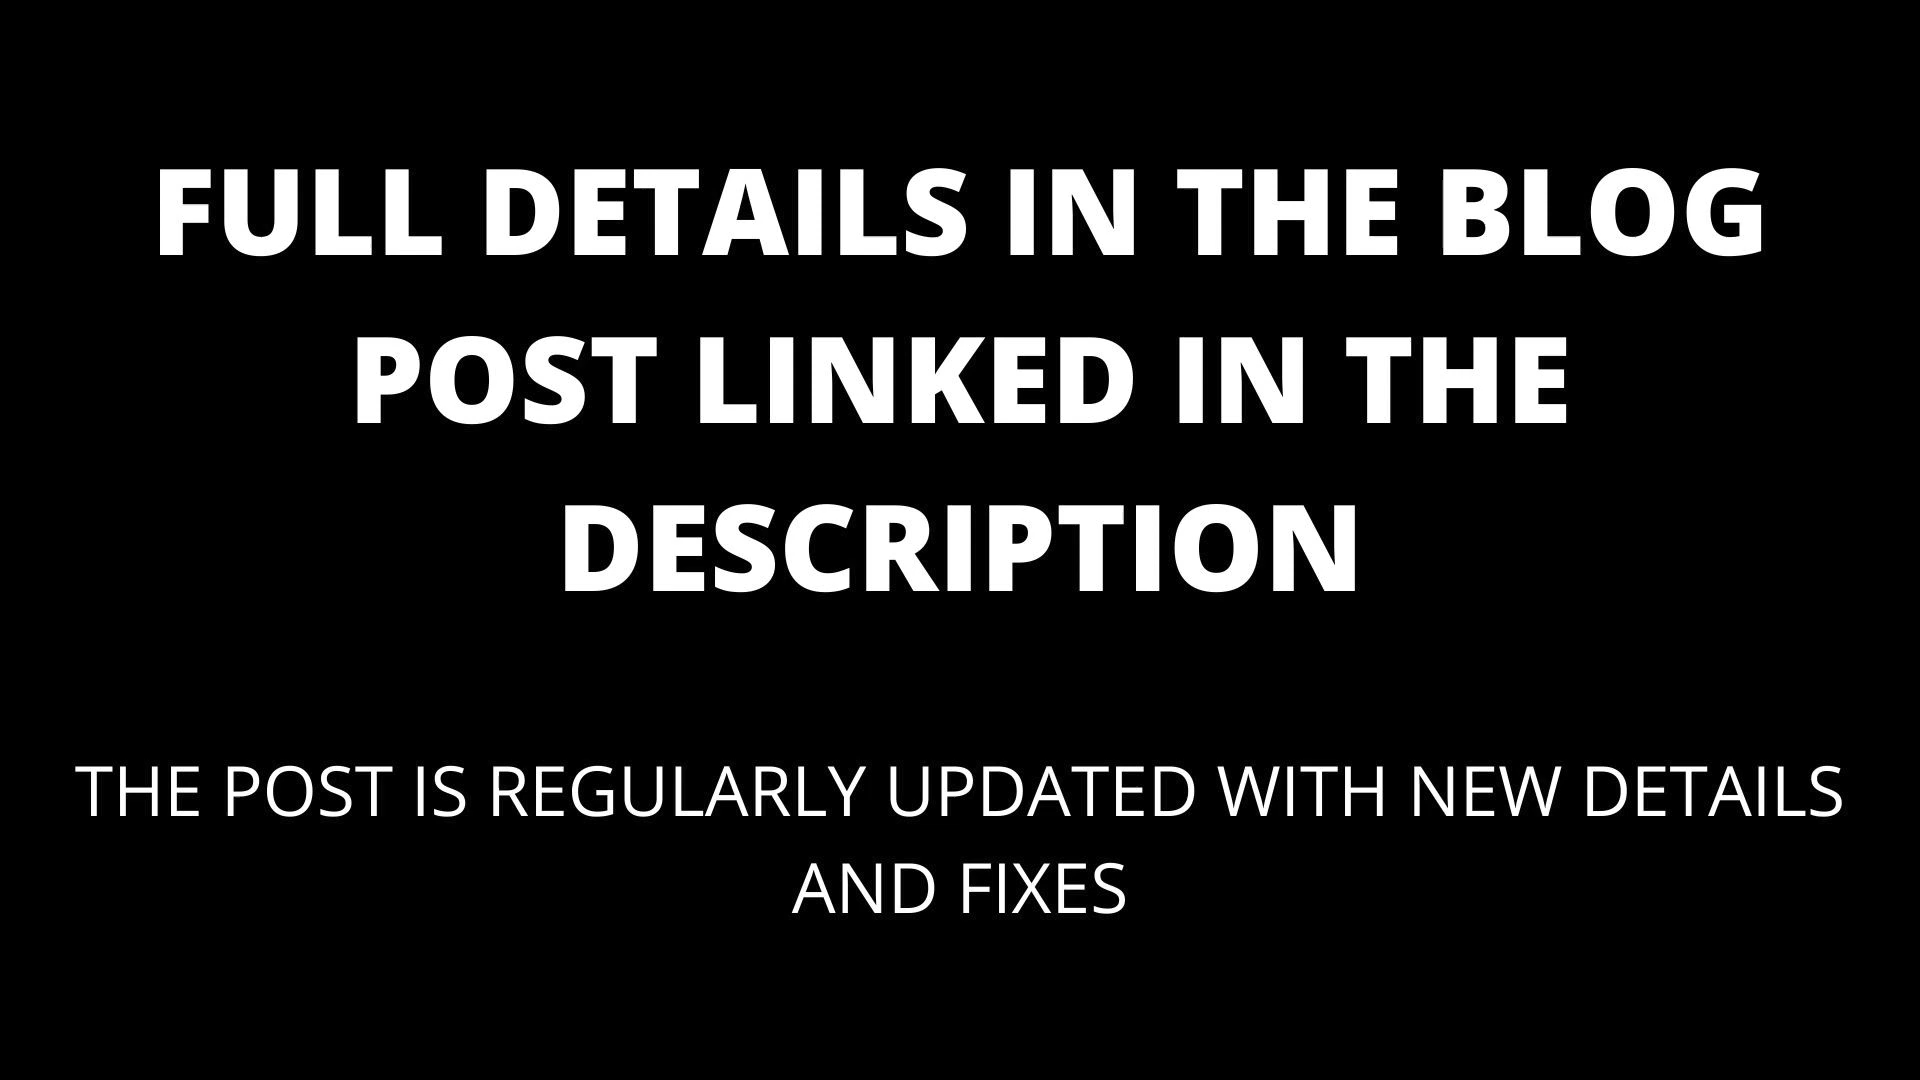 FULL DETAILS IN THE BLOG
POST LINKED IN THE
DESCRIPTION
THE POST IS REGULARLY UPDATED WITH NEW DETAILS
AND FIXES